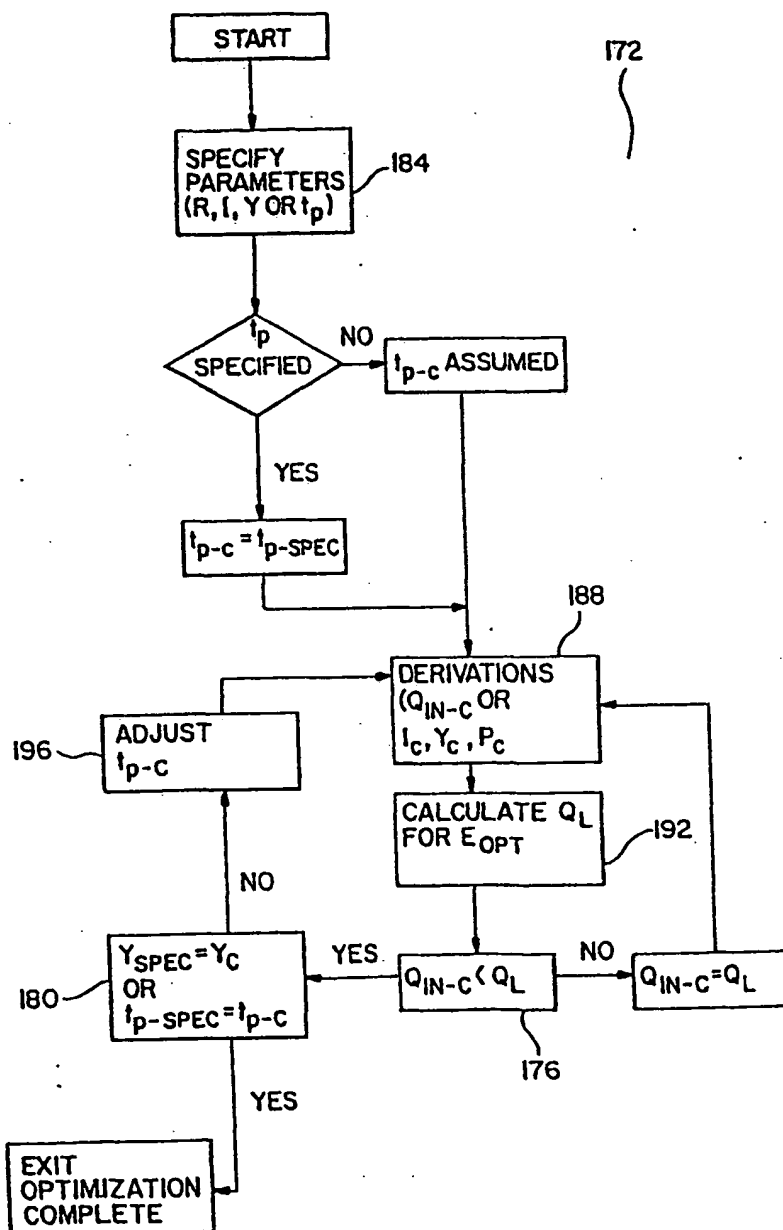 START
172
SPECIFY
PARAMETERS
(R, I, Y OR tp)
184
tp
SPECIFIED
NO
tp-c ASSUMED
YES
tp-c = tp-SPEC
188
DERIVATIONS
(QIN-C OR
IC, YC, PC
ADJUST
tp-C
196
CALCULATE QL
FOR EOPT
192
NO
YSPEC=YC
OR
tp-SPEC=tp-C
180
YES
QIN-C<QL
176
NO
QIN-C=QL
YES
EXIT
OPTIMIZATION
COMPLETE